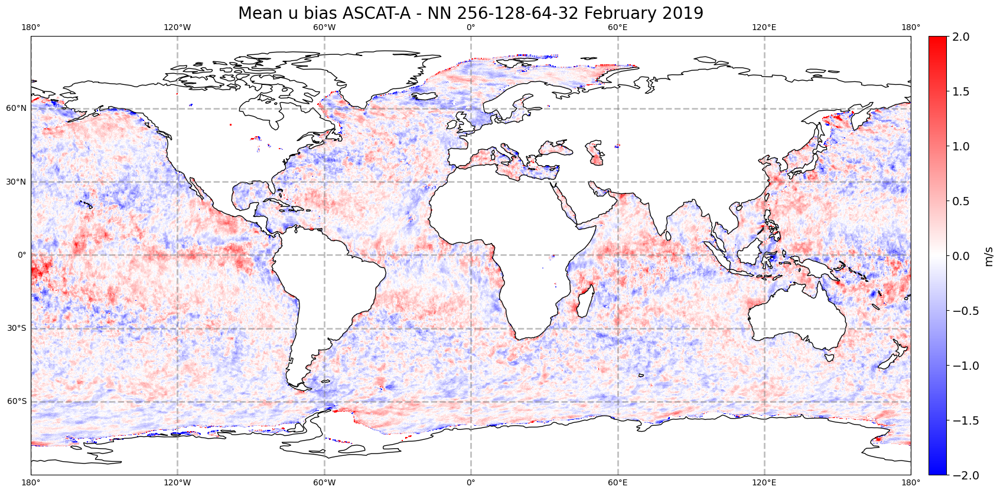 Mean u bias ASCAT-A - NN 256-128-64-32 February 2019
180° 120°W 60°W 0° 60°E 120°E 180°
60°N
30°N
0°
30°S
60°S
180° 120°W 60°W 0° 60°E 120°E 180°
2.0
1.5
1.0
0.5
0.0
−0.5
−1.0
−1.5
−2.0
m/s